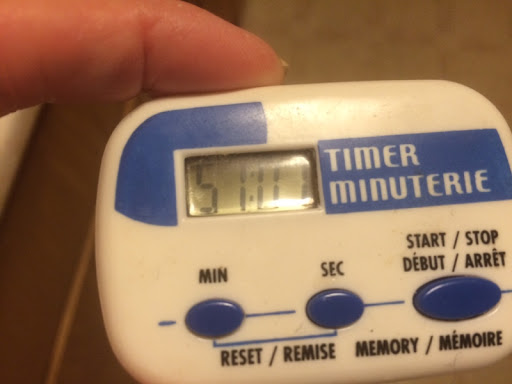 TIMER
MINUTERIE
START / STOP
DÉBUT / ARRÊT
MIN
SEC
RESET / REMISE
MEMORY / MÉMOIRE